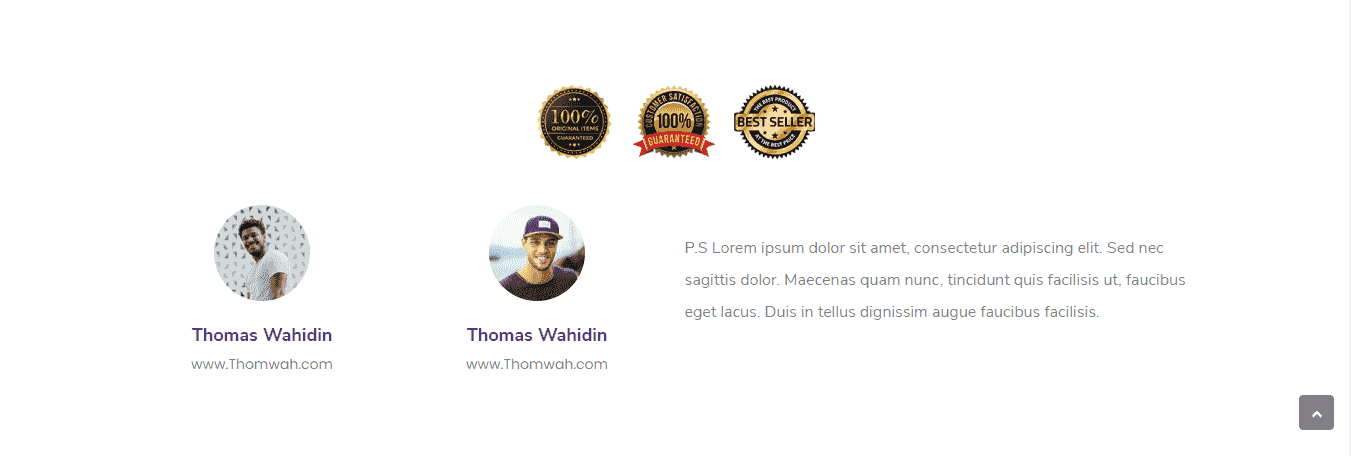 100%
ORIGINAL ITEMS
GUARANTEED
CUSTOMER SATISFACTION
100%
GUARANTEED
THE BEST PRODUCT
BEST SELLER
AT THE BEST PRICE
Thomas Wahidin
www.Thomwah.com
Thomas Wahidin
www.Thomwah.com
P.S Lorem ipsum dolor sit amet, consectetur adipiscing elit. Sed nec
sagittis dolor. Maecenas quam nunc, tincidunt quis facilisis ut, faucibus
eget lacus. Duis in tellus dignissim augue faucibus facilisis.